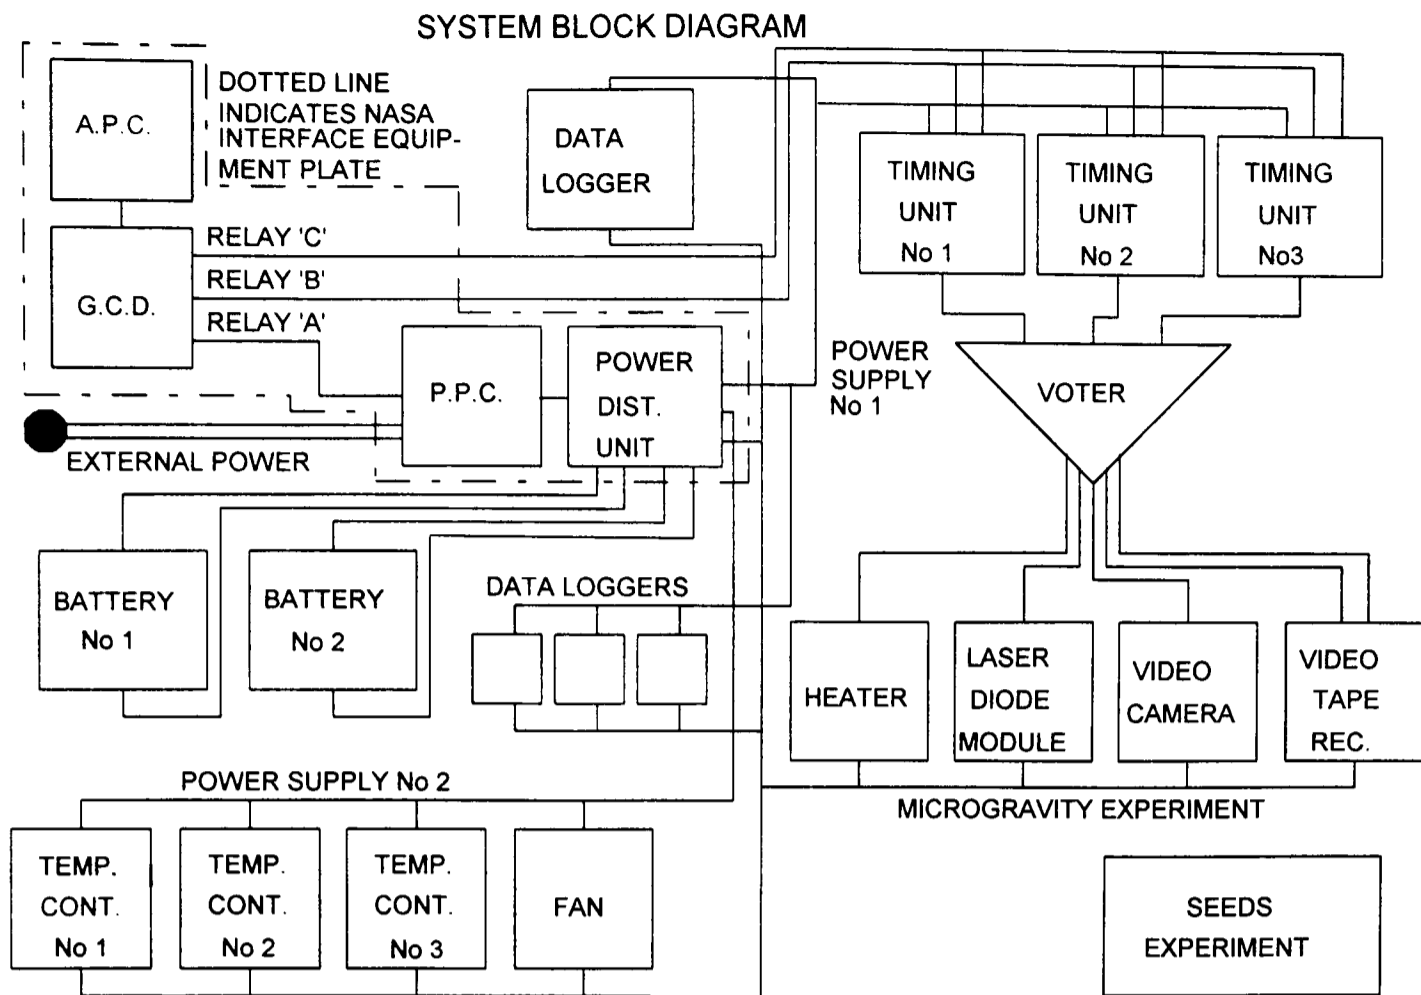 SYSTEM BLOCK DIAGRAM
A.P.C.
DOTTED LINE
INDICATES NASA
INTERFACE EQUIP-
MENT PLATE
DATA
LOGGER
TIMING
UNIT
No 1
TIMING
UNIT
No 2
TIMING
UNIT
No3
G.C.D.
RELAY 'C'
RELAY 'B'
RELAY 'A'
P.P.C.
POWER
DIST.
UNIT
POWER
SUPPLY
No 1
VOTER
EXTERNAL POWER
BATTERY
No 1
BATTERY
No 2
DATA LOGGERS
HEATER
LASER
DIODE
MODULE
VIDEO
CAMERA
VIDEO
TAPE
REC.
MICROGRAVITY EXPERIMENT
POWER SUPPLY No 2
TEMP.
CONT.
No 1
TEMP.
CONT.
No 2
TEMP.
CONT.
No 3
FAN
SEEDS
EXPERIMENT